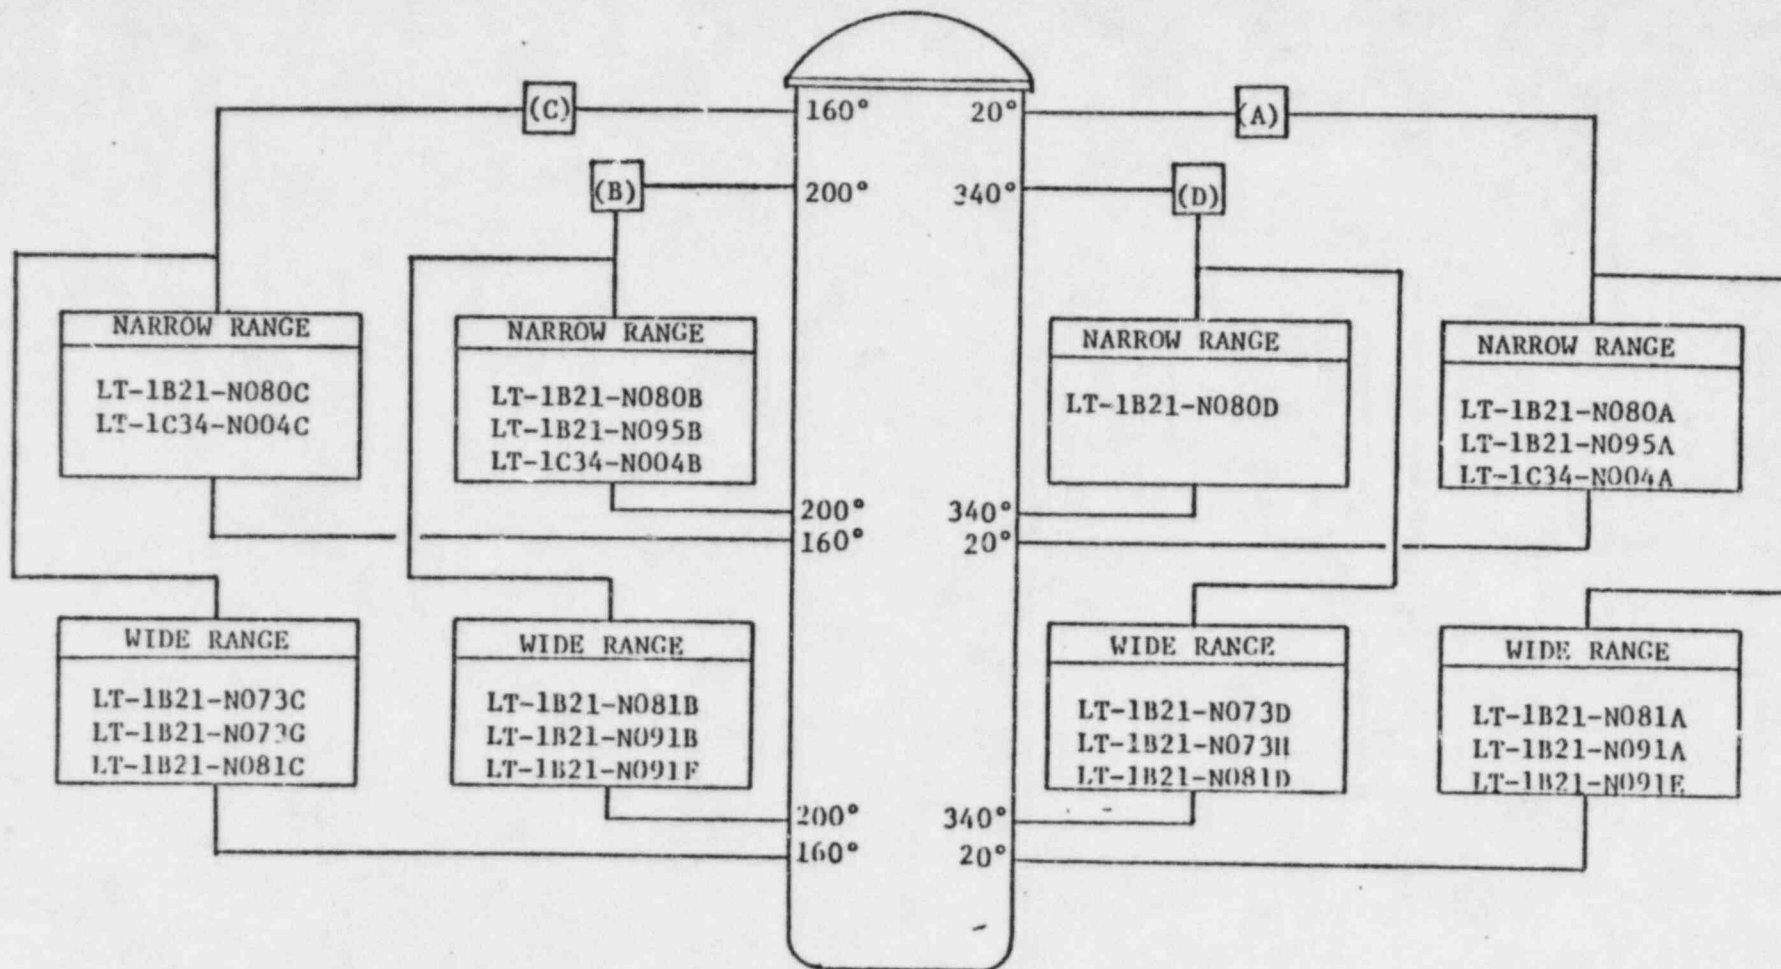 (C)
160°
20°
(A)
(B)
200°
340°
(D)
NARROW RANGE
LT-1B21-N080C
LT-1C34-N004C
NARROW RANGE
LT-1B21-N080B
LT-1B21-N095B
LT-1C34-N004B
NARROW RANGE
LT-1B21-N080D
NARROW RANGE
LT-1B21-N080A
LT-1B21-N095A
LT-1C34-N004A
200°
340°
160°
20°
WIDE RANGE
LT-1B21-N073C
LT-1B21-N073G
LT-1B21-N081C
WIDE RANGE
LT-1B21-N081B
LT-1B21-N091B
LT-1B21-N091F
WIDE RANGE
LT-1B21-N073D
LT-1B21-N073H
LT-1B21-N081D
WIDE RANGE
LT-1B21-N081A
LT-1B21-N091A
LT-1B21-N091E
200°
340°
160°
20°